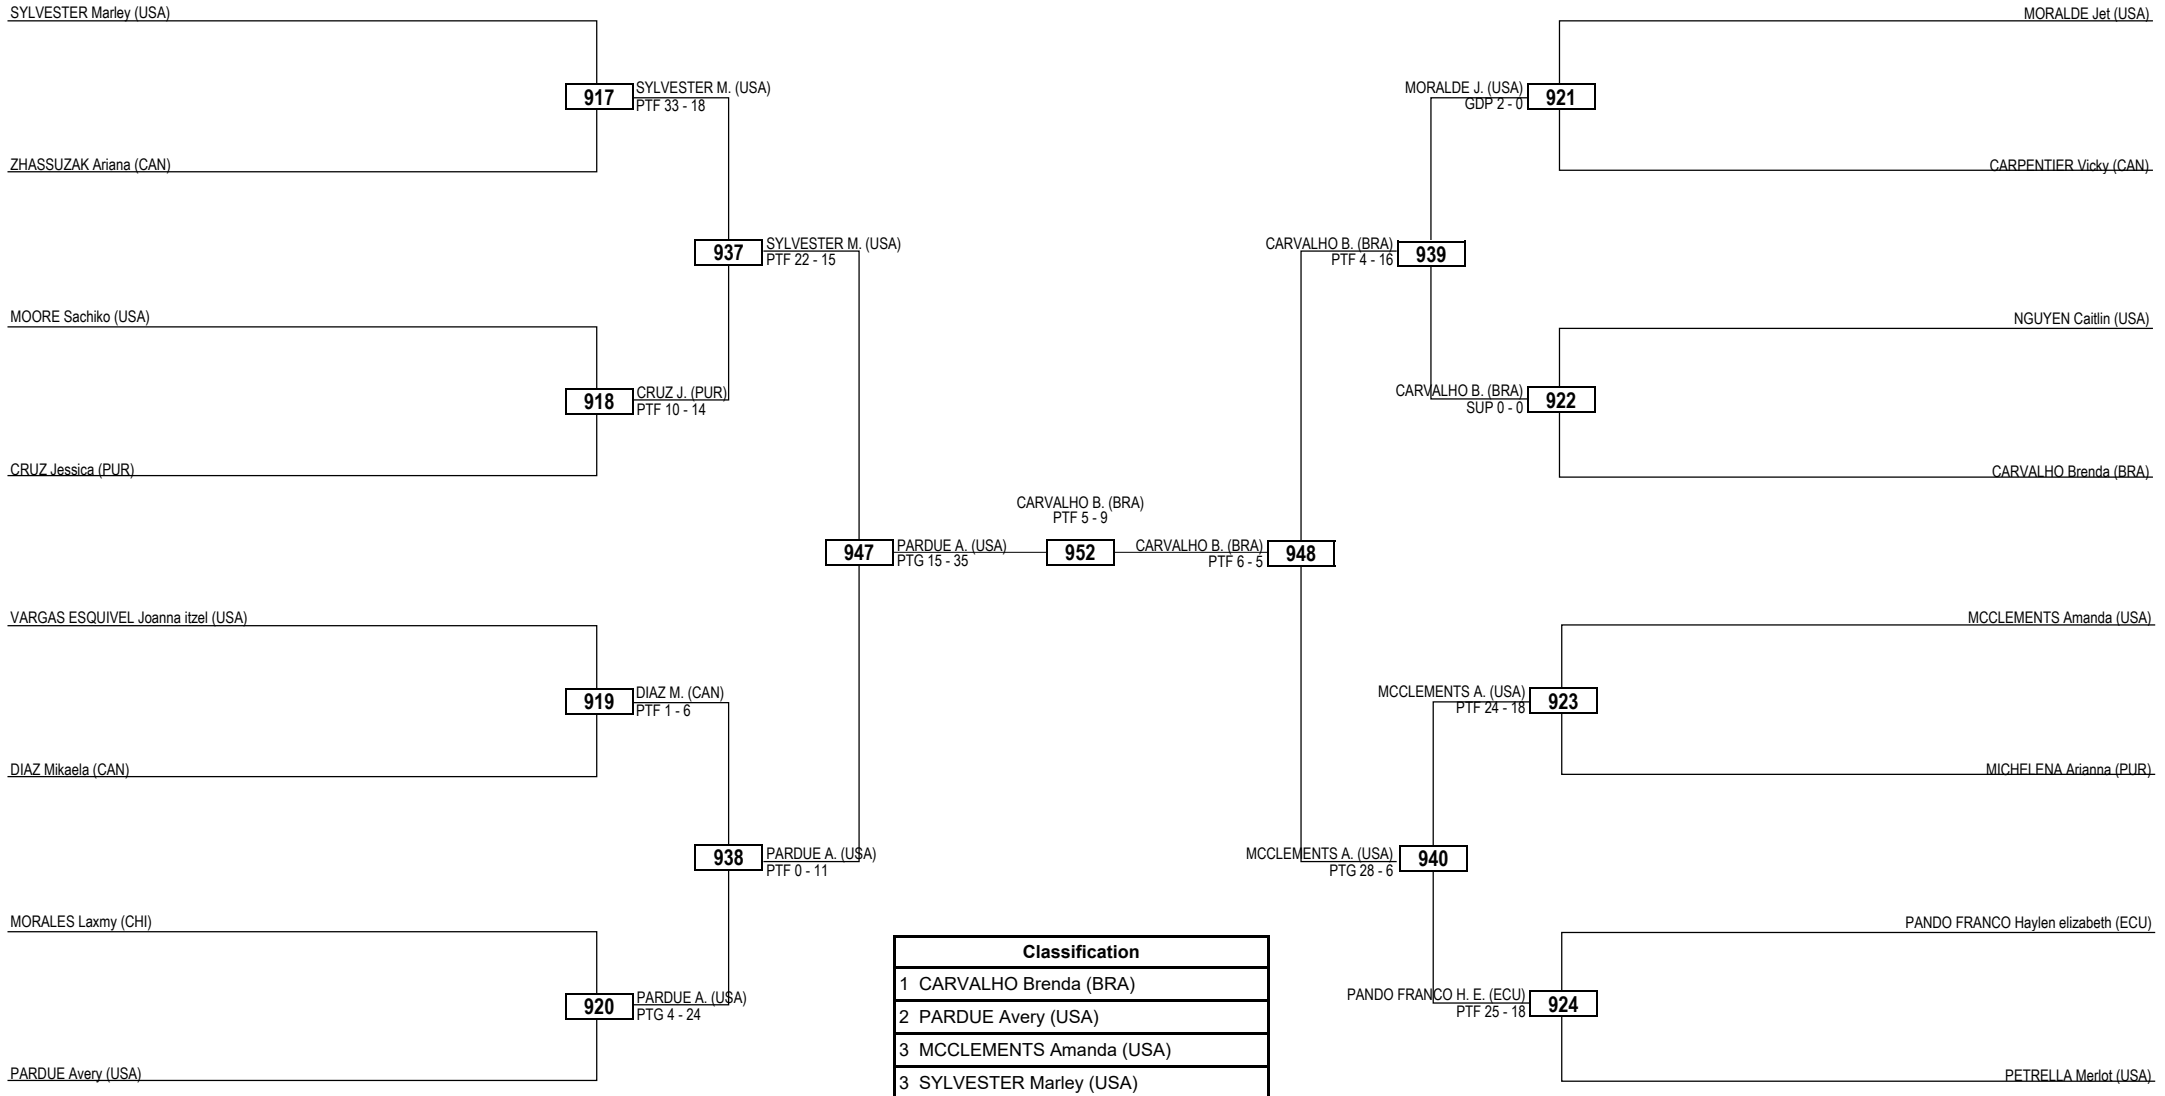 SYLVESTER Marley (USA)
917
SYLVESTER M. (USA)
PTF 33 - 18
ZHASSUZAK Ariana (CAN)
937
SYLVESTER M. (USA)
PTF 22 - 15
MOORE Sachiko (USA)
918
CRUZ J. (PUR)
PTF 10 - 14
CRUZ Jessica (PUR)
947
PARDUE A. (USA)
PTG 15 - 35
VARGAS ESQUIVEL Joanna itzel (USA)
919
DIAZ M. (CAN)
PTF 1 - 6
DIAZ Mikaela (CAN)
938
PARDUE A. (USA)
PTF 0 - 11
MORALES Laxmy (CHI)
920
PARDUE A. (USA)
PTG 4 - 24
PARDUE Avery (USA)
CARVALHO B. (BRA)
PTF 5 - 9
952
MORALDE Jet (USA)
MORALDE J. (USA)
GDP 2 - 0
921
CARPENTIER Vicky (CAN)
CARVALHO B. (BRA)
PTF 4 - 16
939
NGUYEN Caitlin (USA)
CARVALHO B. (BRA)
SUP 0 - 0
922
CARVALHO Brenda (BRA)
CARVALHO B. (BRA)
PTF 6 - 5
948
MCCLEMENTS Amanda (USA)
MCCLEMENTS A. (USA)
PTF 24 - 18
923
MICHELENA Arianna (PUR)
MCCLEMENTS A. (USA)
PTG 28 - 6
940
PANDO FRANCO Haylen elizabeth (ECU)
PANDO FRANCO H. E. (ECU)
PTF 25 - 18
924
PETRELLA Merlot (USA)
Classification
1 CARVALHO Brenda (BRA)
2 PARDUE Avery (USA)
3 MCCLEMENTS Amanda (USA)
3 SYLVESTER Marley (USA)